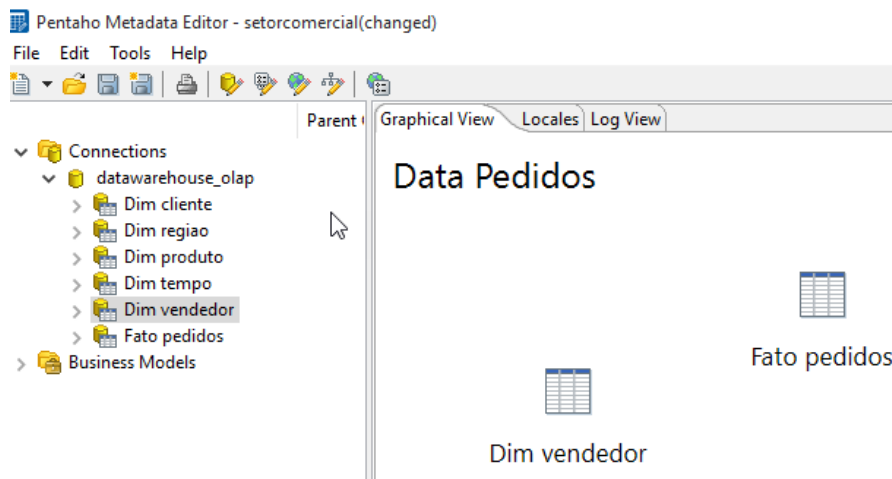 Pentaho Metadata Editor - setorcomercial(changed)
File Edit Tools Help
Parent
Graphical View Locales Log View
Connections
datawarehouse_olap
Dim cliente
Dim regiao
Dim produto
Dim tempo
Dim vendedor
Fato pedidos
Business Models
Data Pedidos
Fato pedidos
Dim vendedor